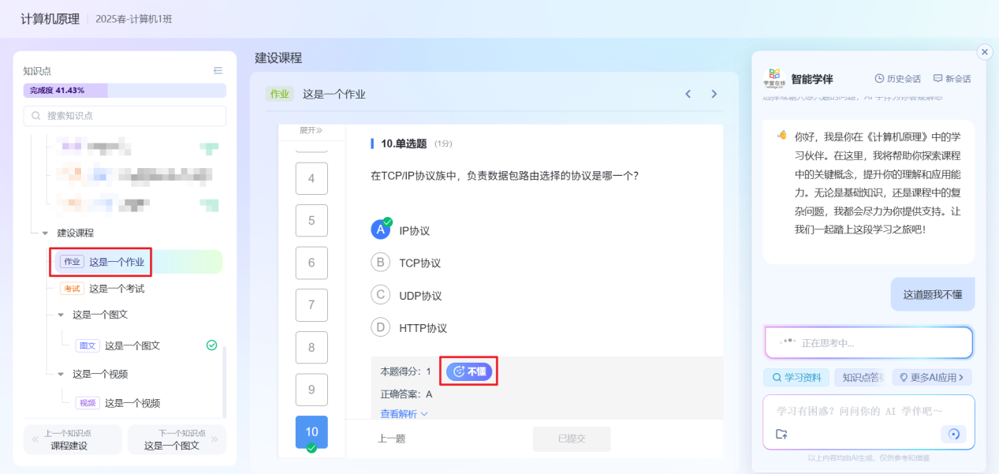 计算机原理
2025春-计算机1班
知识点
完成度 41.43%
搜索知识点
建设课程
作业 这是一个作业
考试 这是一个考试
这是一个图文
图文 这是一个图文
这是一个视频
视频 这是一个视频
上一个知识点
课程建设
下一个知识点
这是一个图文
建设课程
作业 这是一个作业
展开»
4
5
6
7
8
9
10
10.单选题 (1分)
在TCP/IP协议族中，负责数据包路由选择的协议是哪一个?
A IP协议
B TCP协议
C UDP协议
D HTTP协议
本题得分：1 不懂
正确答案：A
查看解析
上一题
已提交
学堂在线
智能学伴
历史会话
新会话
你好，我是你在《计算机原理》中的学
习伙伴。在这里，我将帮助你探索课程
中的关键概念，提升你的理解和应用能
力。无论是基础知识，还是课程中的复
杂问题，我都会尽力为你提供支持。让
我们一起踏上这段学习之旅吧!
这道题我不懂
正在思考中...
学习资料
知识点答
更多AI应用
学习有困惑? 问问你的 AI 学伴吧～
以上内容均由AI生成，仅供参考和借鉴